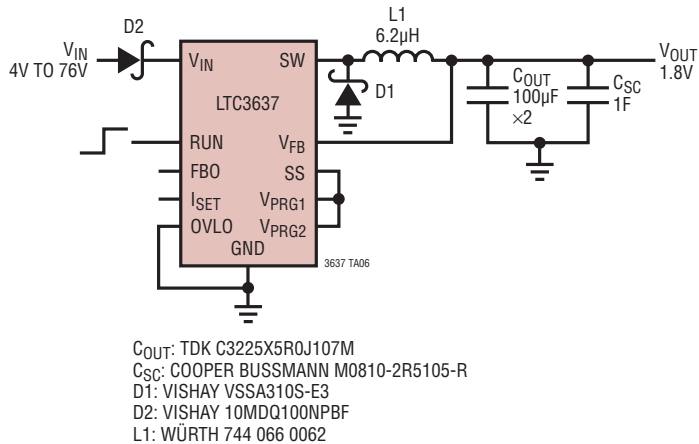 D2
V_IN
4V TO 76V
L1
6.2µH
V_OUT
1.8V
V_IN
SW
LTC3637
D1
C_OUT
100µF
×2
C_SC
1F
RUN
V_FB
FBO
SS
I_SET
V_PRG1
OVLO
V_PRG2
GND
3637 TA06
C_OUT: TDK C3225X5R0J107M
C_SC: COOPER BUSSMANN M0810-2R5105-R
D1: VISHAY VSSA310S-E3
D2: VISHAY 10MDQ100NPBF
L1: WÜRTH 744 066 0062